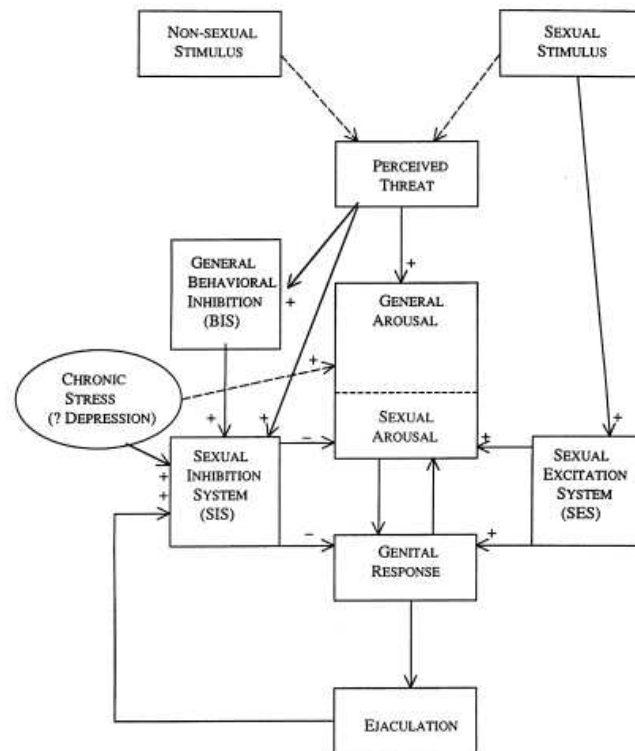 NON-SEXUAL
STIMULUS
SEXUAL
STIMULUS
PERCEIVED
THREAT
GENERAL
BEHAVIORAL
INHIBITION
(BIS)
+
+
GENERAL
AROUSAL
CHRONIC
STRESS
(? DEPRESSION)
+
+
+
SEXUAL
AROUSAL
+
SEXUAL
INHIBITION
SYSTEM
(SIS)
+
+
–
±
SEXUAL
EXCITATION
SYSTEM
(SES)
–
+
GENITAL
RESPONSE
EJACULATION